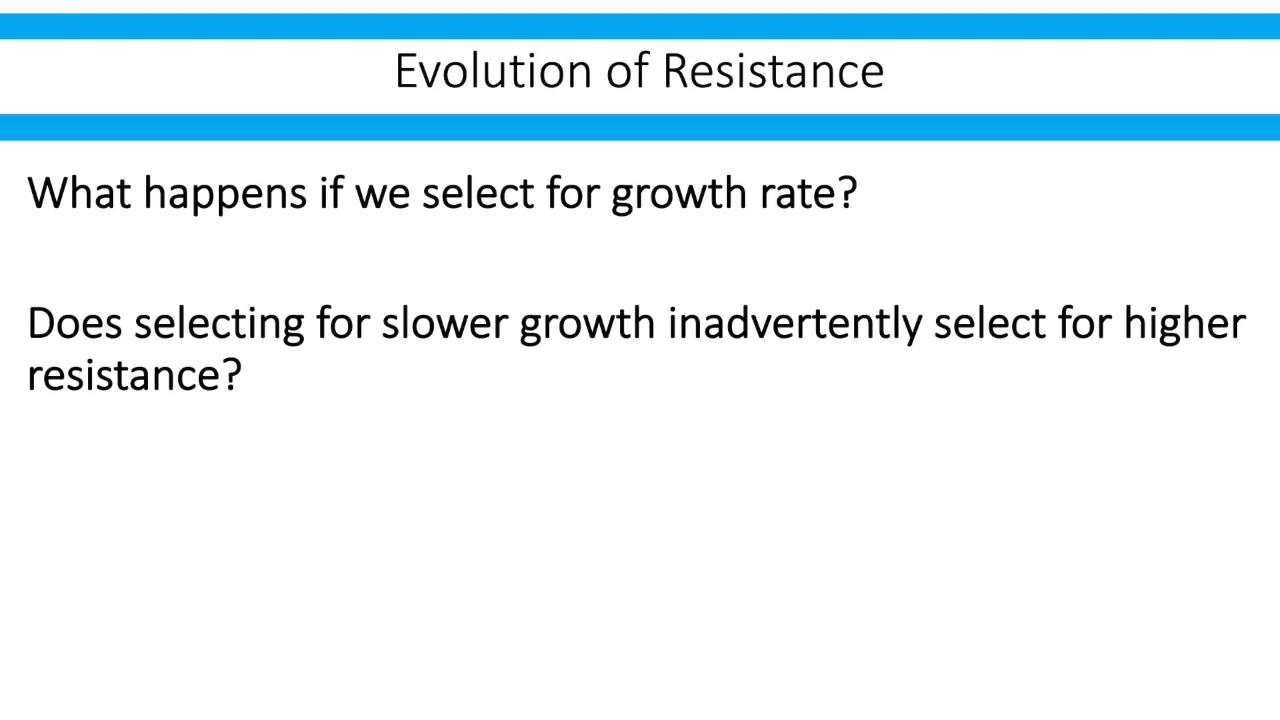 Evolution of Resistance
What happens if we select for growth rate?
Does selecting for slower growth inadvertently select for higher
resistance?